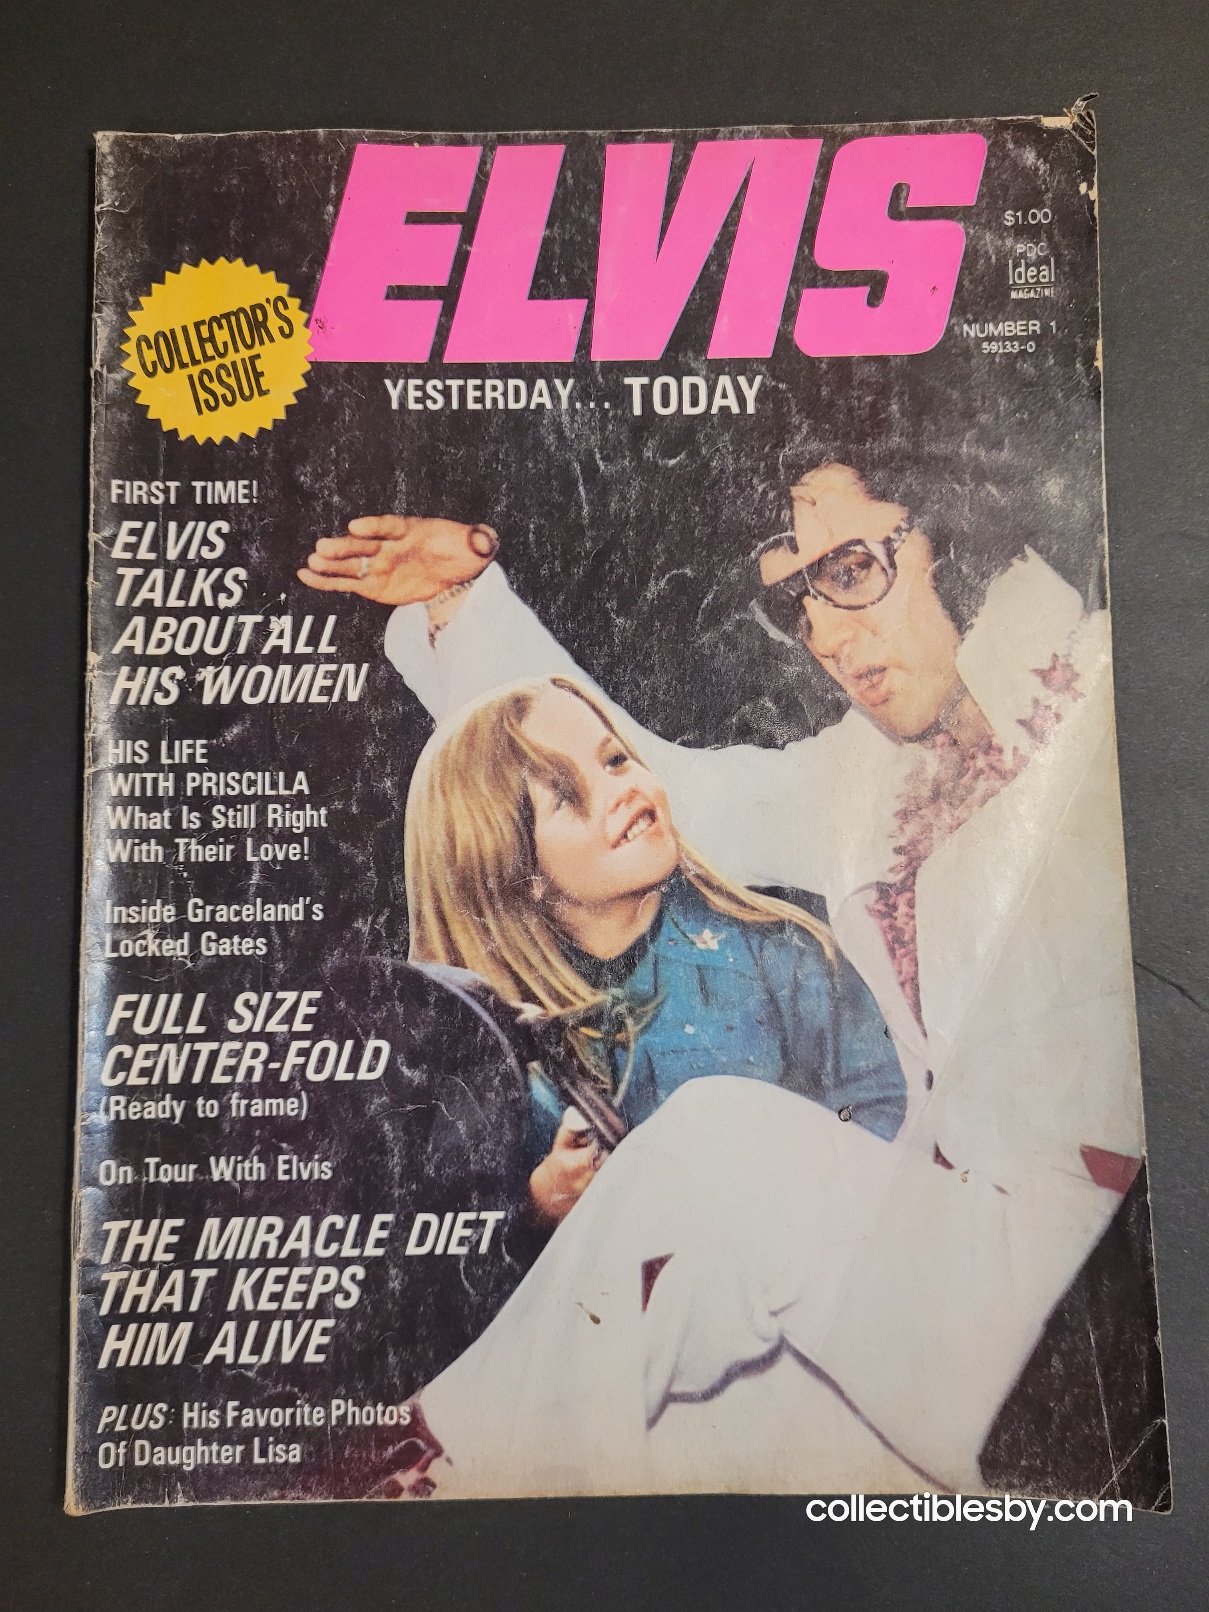 ELVIS
$1.00
PDC
Ideal
MAGAZINE
NUMBER 1
59133-0
COLLECTOR'S
ISSUE
YESTERDAY... TODAY
FIRST TIME!
ELVIS
TALKS
ABOUT ALL
HIS WOMEN
HIS LIFE
WITH PRISCILLA
What Is Still Right
With Their Love!
Inside Graceland's
Locked Gates
FULL SIZE
CENTER-FOLD
(Ready to frame)
On Tour With Elvis
THE MIRACLE DIET
THAT KEEPS
HIM ALIVE
PLUS: His Favorite Photos
Of Daughter Lisa
collectiblesby.com